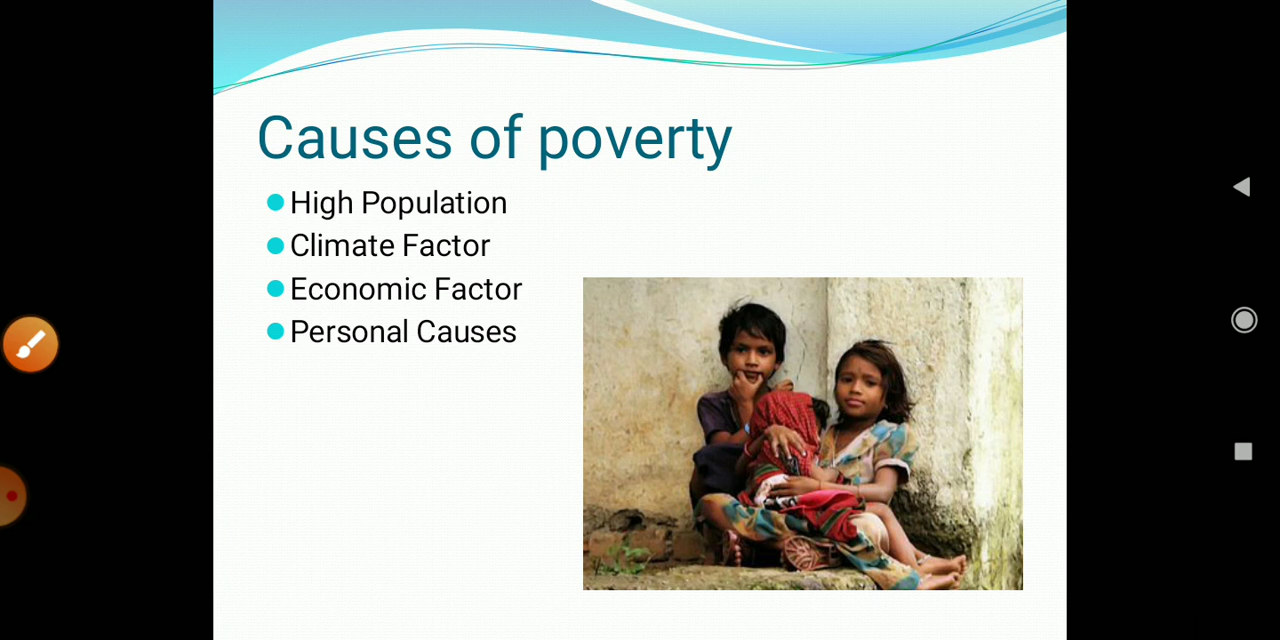 Causes of poverty
High Population
Climate Factor
Economic Factor
Personal Causes